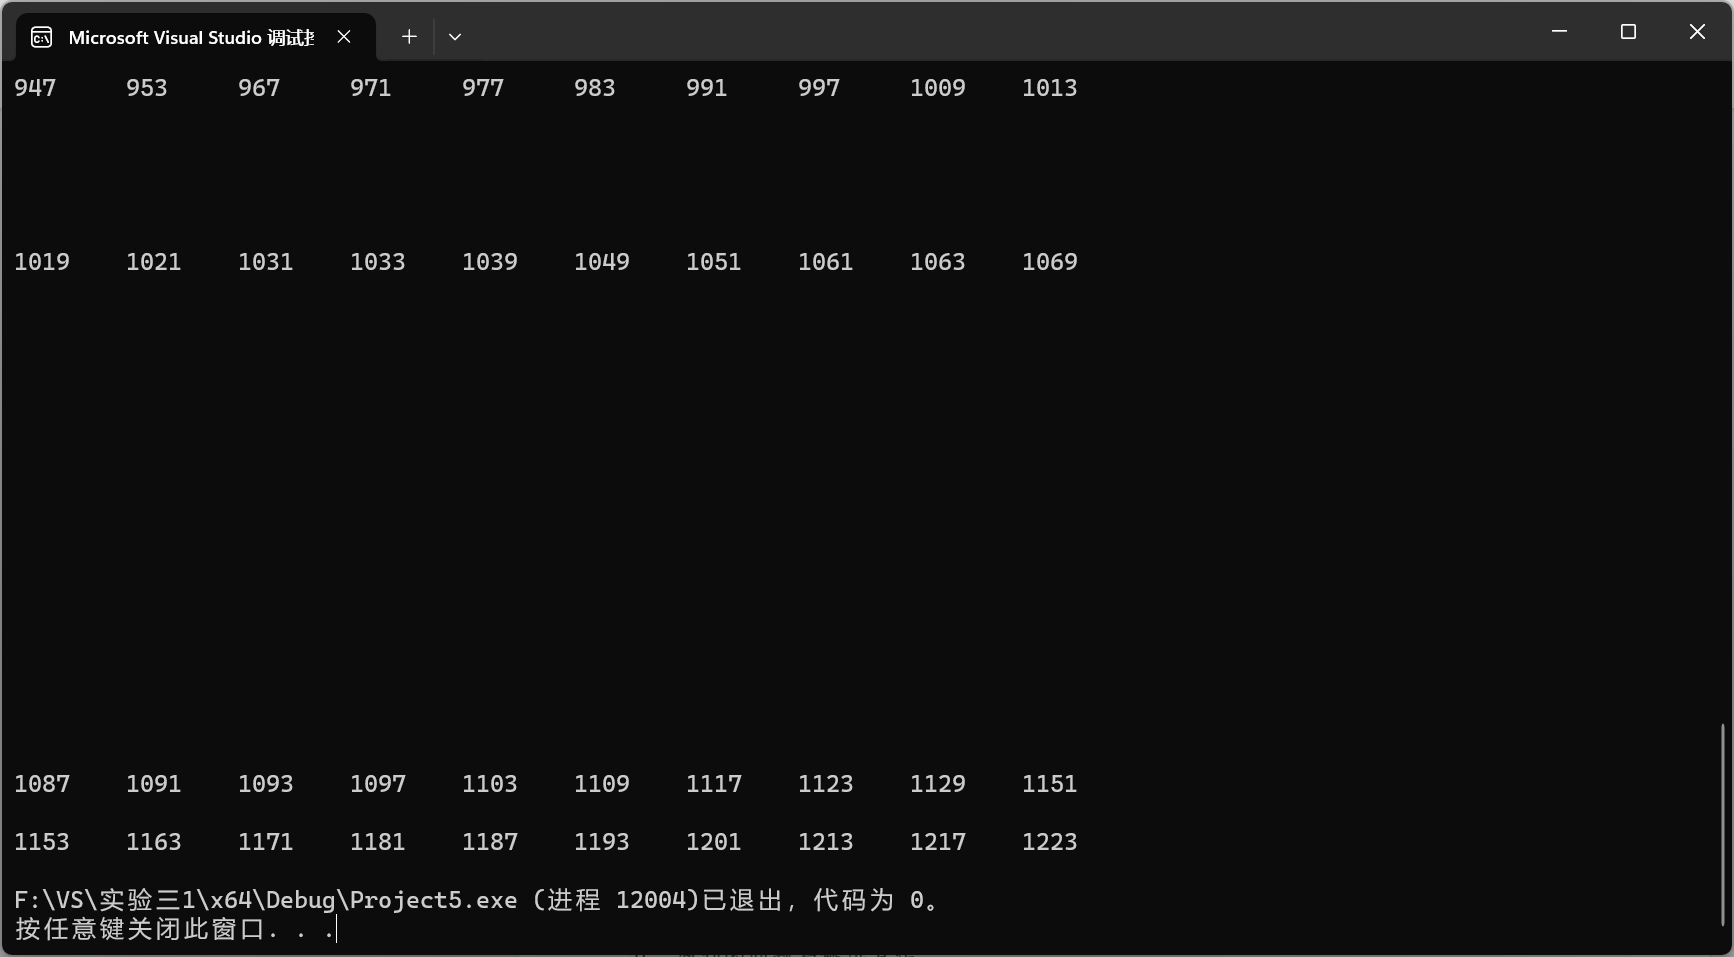 Microsoft Visual Studio 调试
947 953 967 971 977 983 991 997 1009 1013
1019 1021 1031 1033 1039 1049 1051 1061 1063 1069
1087 1091 1093 1097 1103 1109 1117 1123 1129 1151
1153 1163 1171 1181 1187 1193 1201 1213 1217 1223
F:\VS\实验三1\x64\Debug\Project5.exe (进程 12004)已退出，代码为 0。
按任意键关闭此窗口. . .